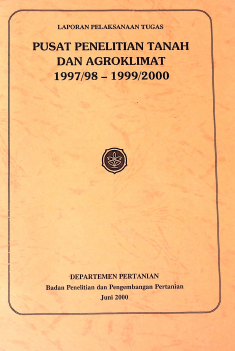 LAPORAN PELAKSANAAN TUGAS
PUSAT PENELITIAN TANAH
DAN AGROKLIMAT
1997/98 – 1999/2000
DEPARTEMEN PERTANIAN
Badan Penelitian dan Pengembangan Pertanian
Juni 2000